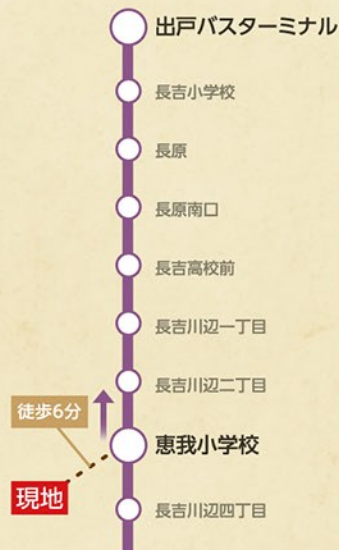 出戸バスターミナル
長吉小学校
長原
長原南口
長吉高校前
長吉川辺一丁目
長吉川辺二丁目
徒歩6分
恵我小学校
現地
長吉川辺四丁目